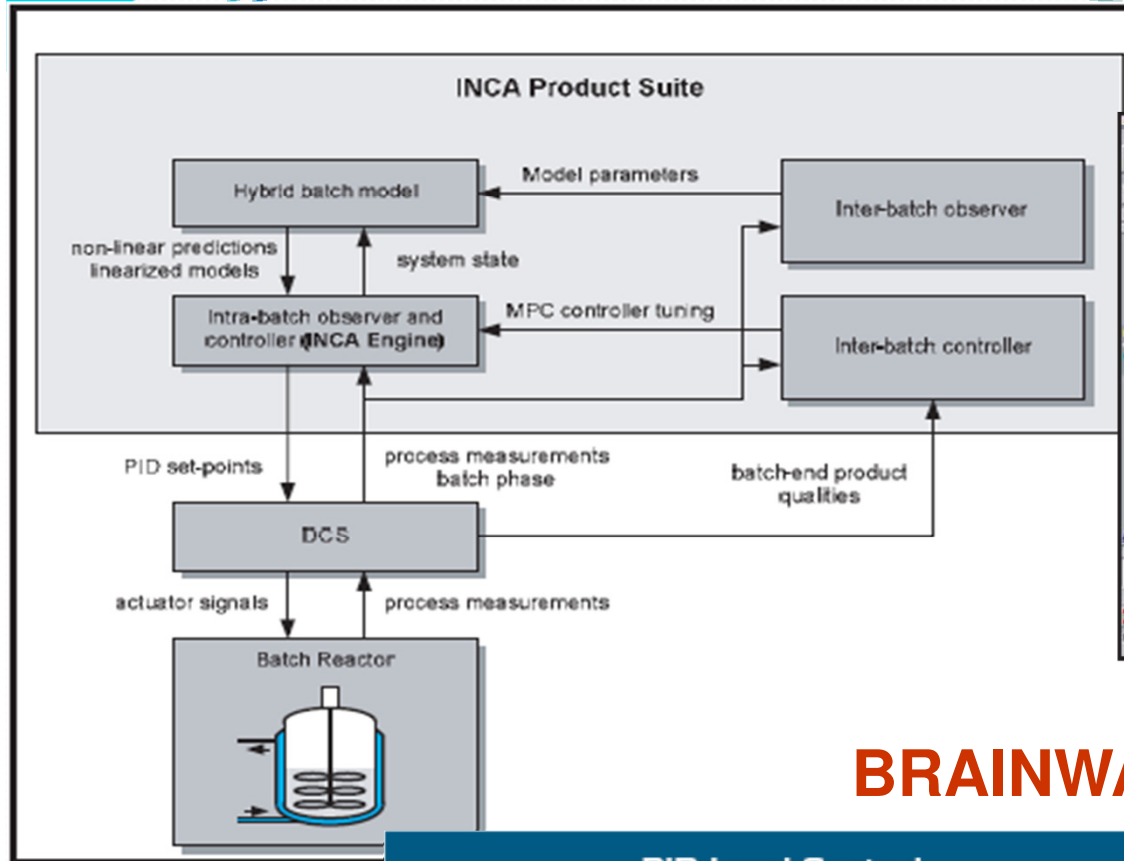 INCA Product Suite
Hybrid batch model
Model parameters
Inter-batch observer
non-linear predictions
linearized models
system state
Intra-batch observer and
controller (INCA Engine)
MPC controller tuning
Inter-batch controller
PID set-points
process measurements
batch phase
batch-end product
qualities
DCS
actuator signals
process measurements
Batch Reactor
BRAINWA